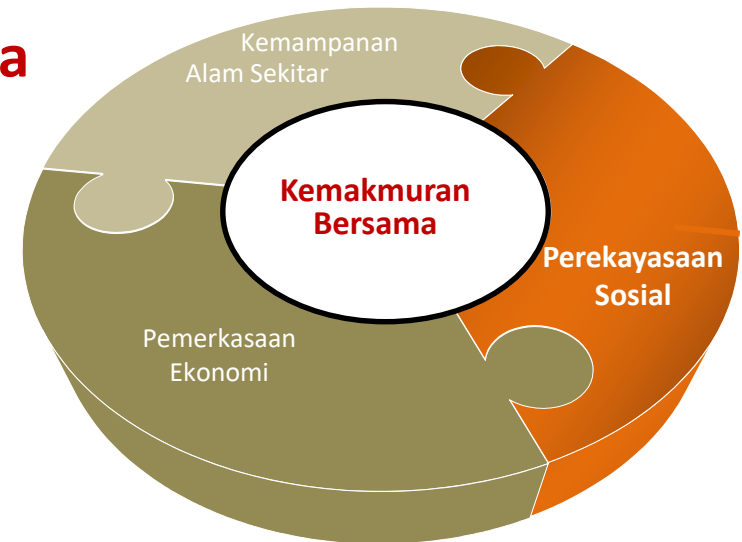 a
Kemampanan
Alam Sekitar
Kemakmuran
Bersama
Perekayasaan
Sosial
Pemerkasaan
Ekonomi